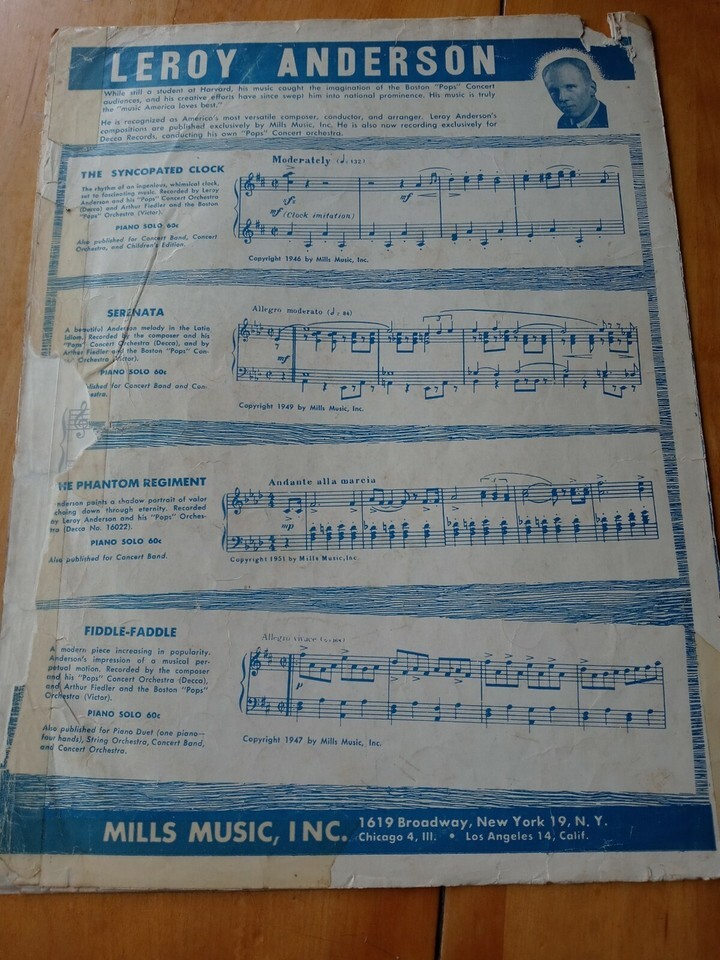 LEROY ANDERSON
While still a student at Harvard, his music caught the imagination of the Boston "Pops" Concert
audiences, and his creative efforts have since swept him into national prominence. His music is truly
the "music America loves best."
He is recognized as America's most versatile composer, conductor, and arranger. Leroy Anderson's
compositions are published exclusively by Mills Music, Inc. He is also now recording exclusively for
Decca Records, conducting his own "Pops" Concert orchestra.
THE SYNCOPATED CLOCK
The rhythm of an ingenious, whimsical clock,
set to fascinating music. Recorded by Leroy
Anderson and his "Pops" Concert Orchestra
(Decca) and Arthur Fiedler and the Boston
"Pops" Orchestra (Victor).
PIANO SOLO 60c
Also published for Concert Band, Concert
Orchestra, and Children's Edition.
Moderately (♩= 132)
mf
mf (Clock imitation)
Copyright 1946 by Mills Music, Inc.
SERENATA
A beautiful Anderson melody in the Latin
idiom. Recorded by the composer and his
"Pops" Concert Orchestra (Decca), and by
Arthur Fiedler and the Boston "Pops" Con-
Orchestra (Victor).
PIANO SOLO 60c
published for Concert Band and Con-
estra.
Allegro moderato (♩= 84)
mf
Copyright 1949 by Mills Music, Inc.
HE PHANTOM REGIMENT
nderson paints a shadow portrait of valor
choing down through eternity. Recorded
by Leroy Anderson and his "Pops" Orches-
tra (Decca No. 16022).
PIANO SOLO 60c
Also published for Concert Band.
Andante alla marcia
mp
Copyright 1951 by Mills Music, Inc.
FIDDLE-FADDLE
A modern piece increasing in popularity.
Anderson's impression of a musical per-
petual motion. Recorded by the composer
and his "Pops" Concert Orchestra (Decca),
and Arthur Fiedler and the Boston "Pops"
Orchestra (Victor).
PIANO SOLO 60c
Also published for Piano Duet (one piano—
four hands), String Orchestra, Concert Band,
and Concert Orchestra.
Allegro
p
Copyright 1947 by Mills Music, Inc.
MILLS MUSIC, INC.
1619 Broadway, New York 19, N. Y.
Chicago 4, Ill. • Los Angeles 14, Calif.